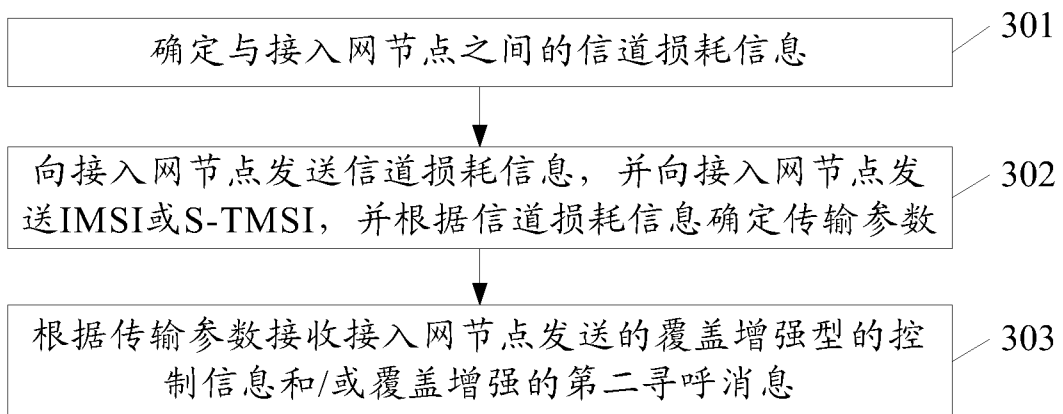 确定与接入网节点之间的信道损耗信息
301
向接入网节点发送信道损耗信息，并向接入网节点发
送IMSI或S-TMSI，并根据信道损耗信息确定传输参数
302
根据传输参数接收接入网节点发送的覆盖增强型的控
制信息和/或覆盖增强的第二寻呼消息
303